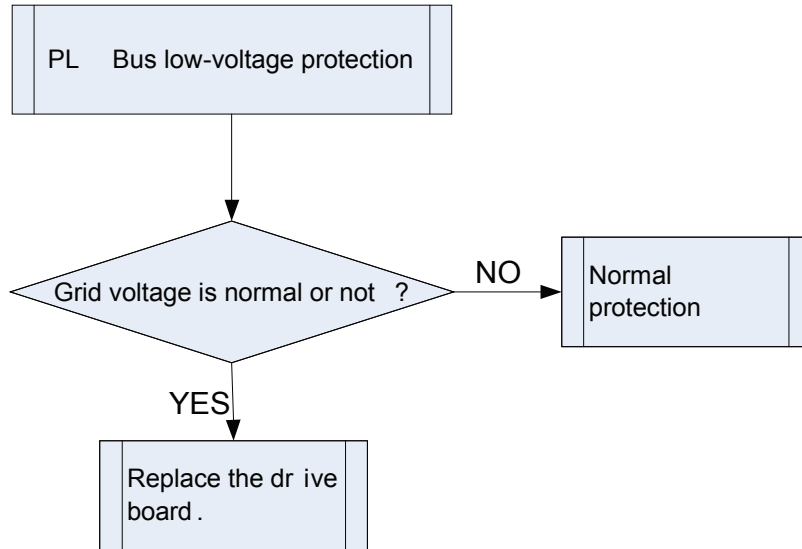 PL Bus low-voltage protection
Grid voltage is normal or not ?
NO
Normal
protection
YES
Replace the dr ive
board .